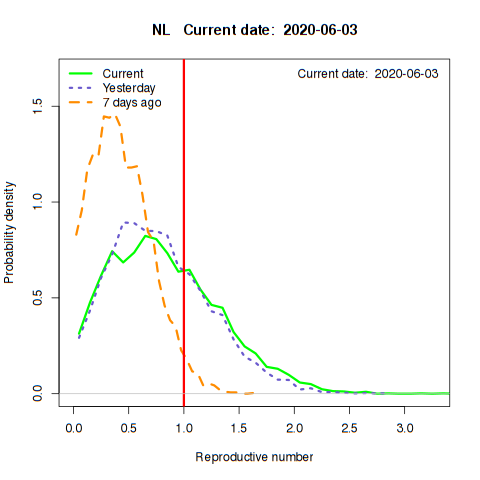 NL   Current date:  2020-06-03
Current date:  2020-06-03
Current
Yesterday
7 days ago
Probability density
1.5
1.0
0.5
0.0
0.0 0.5 1.0 1.5 2.0 2.5 3.0
Reproductive number